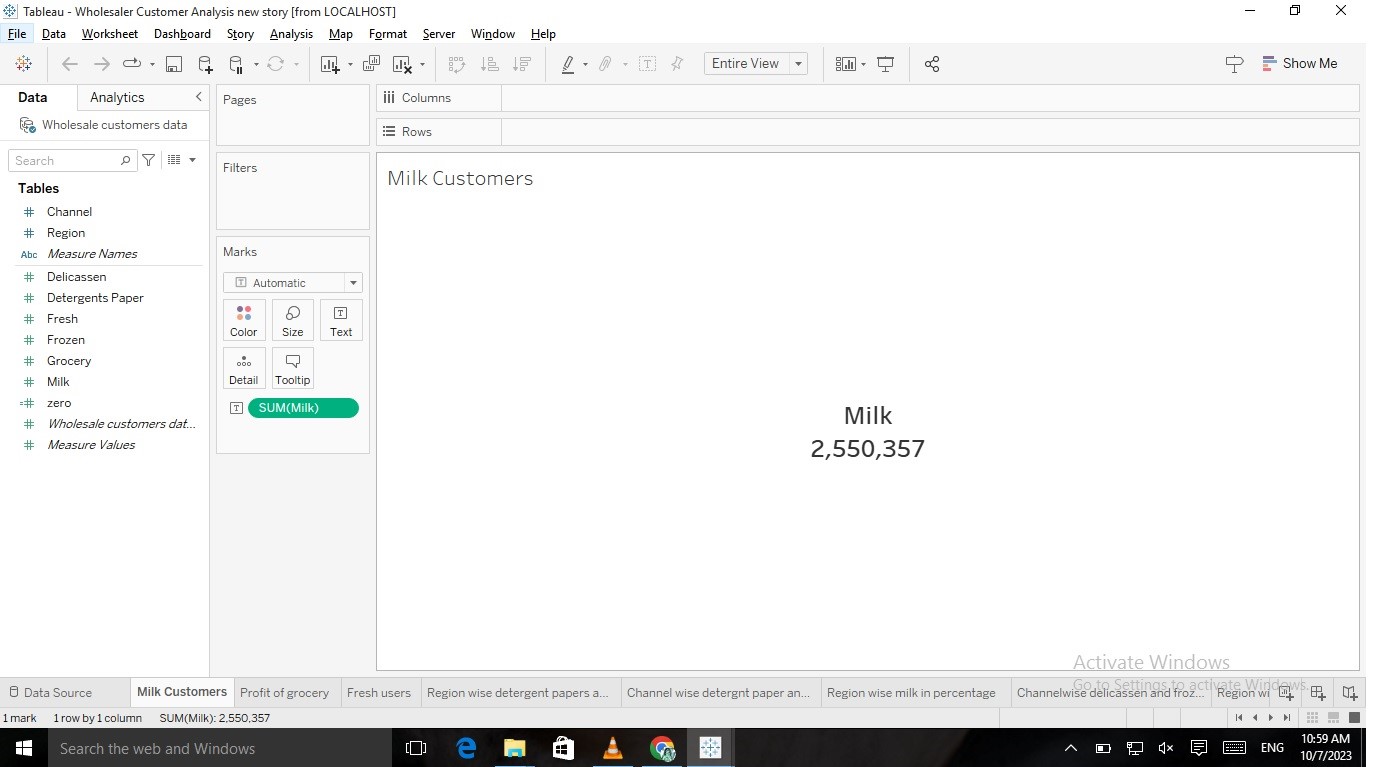 Tableau - Wholesaler Customer Analysis new story [from LOCALHOST]
File Data Worksheet Dashboard Story Analysis Map Format Server Window Help
Entire View
Show Me
Data Analytics
Wholesale customers data
Search
Tables
Channel
Region
Abc Measure Names
Delicassen
Detergents Paper
Fresh
Frozen
Grocery
Milk
zero
Wholesale customers dat...
Measure Values
Pages
Filters
Marks
Automatic
Color Size Text
Detail Tooltip
SUM(Milk)
Columns
Rows
Milk Customers
Milk
2,550,357
Activate Windows
Go to Settings to activate Windows.
Data Source Milk Customers Profit of grocery Fresh users Region wise detergent papers a... Channel wise detergnt paper an... Region wise milk in percentage Channelwise delicassen and froz... Region wi
1 mark 1 row by 1 column SUM(Milk): 2,550,357
Search the web and Windows
ENG
10:59 AM
10/7/2023